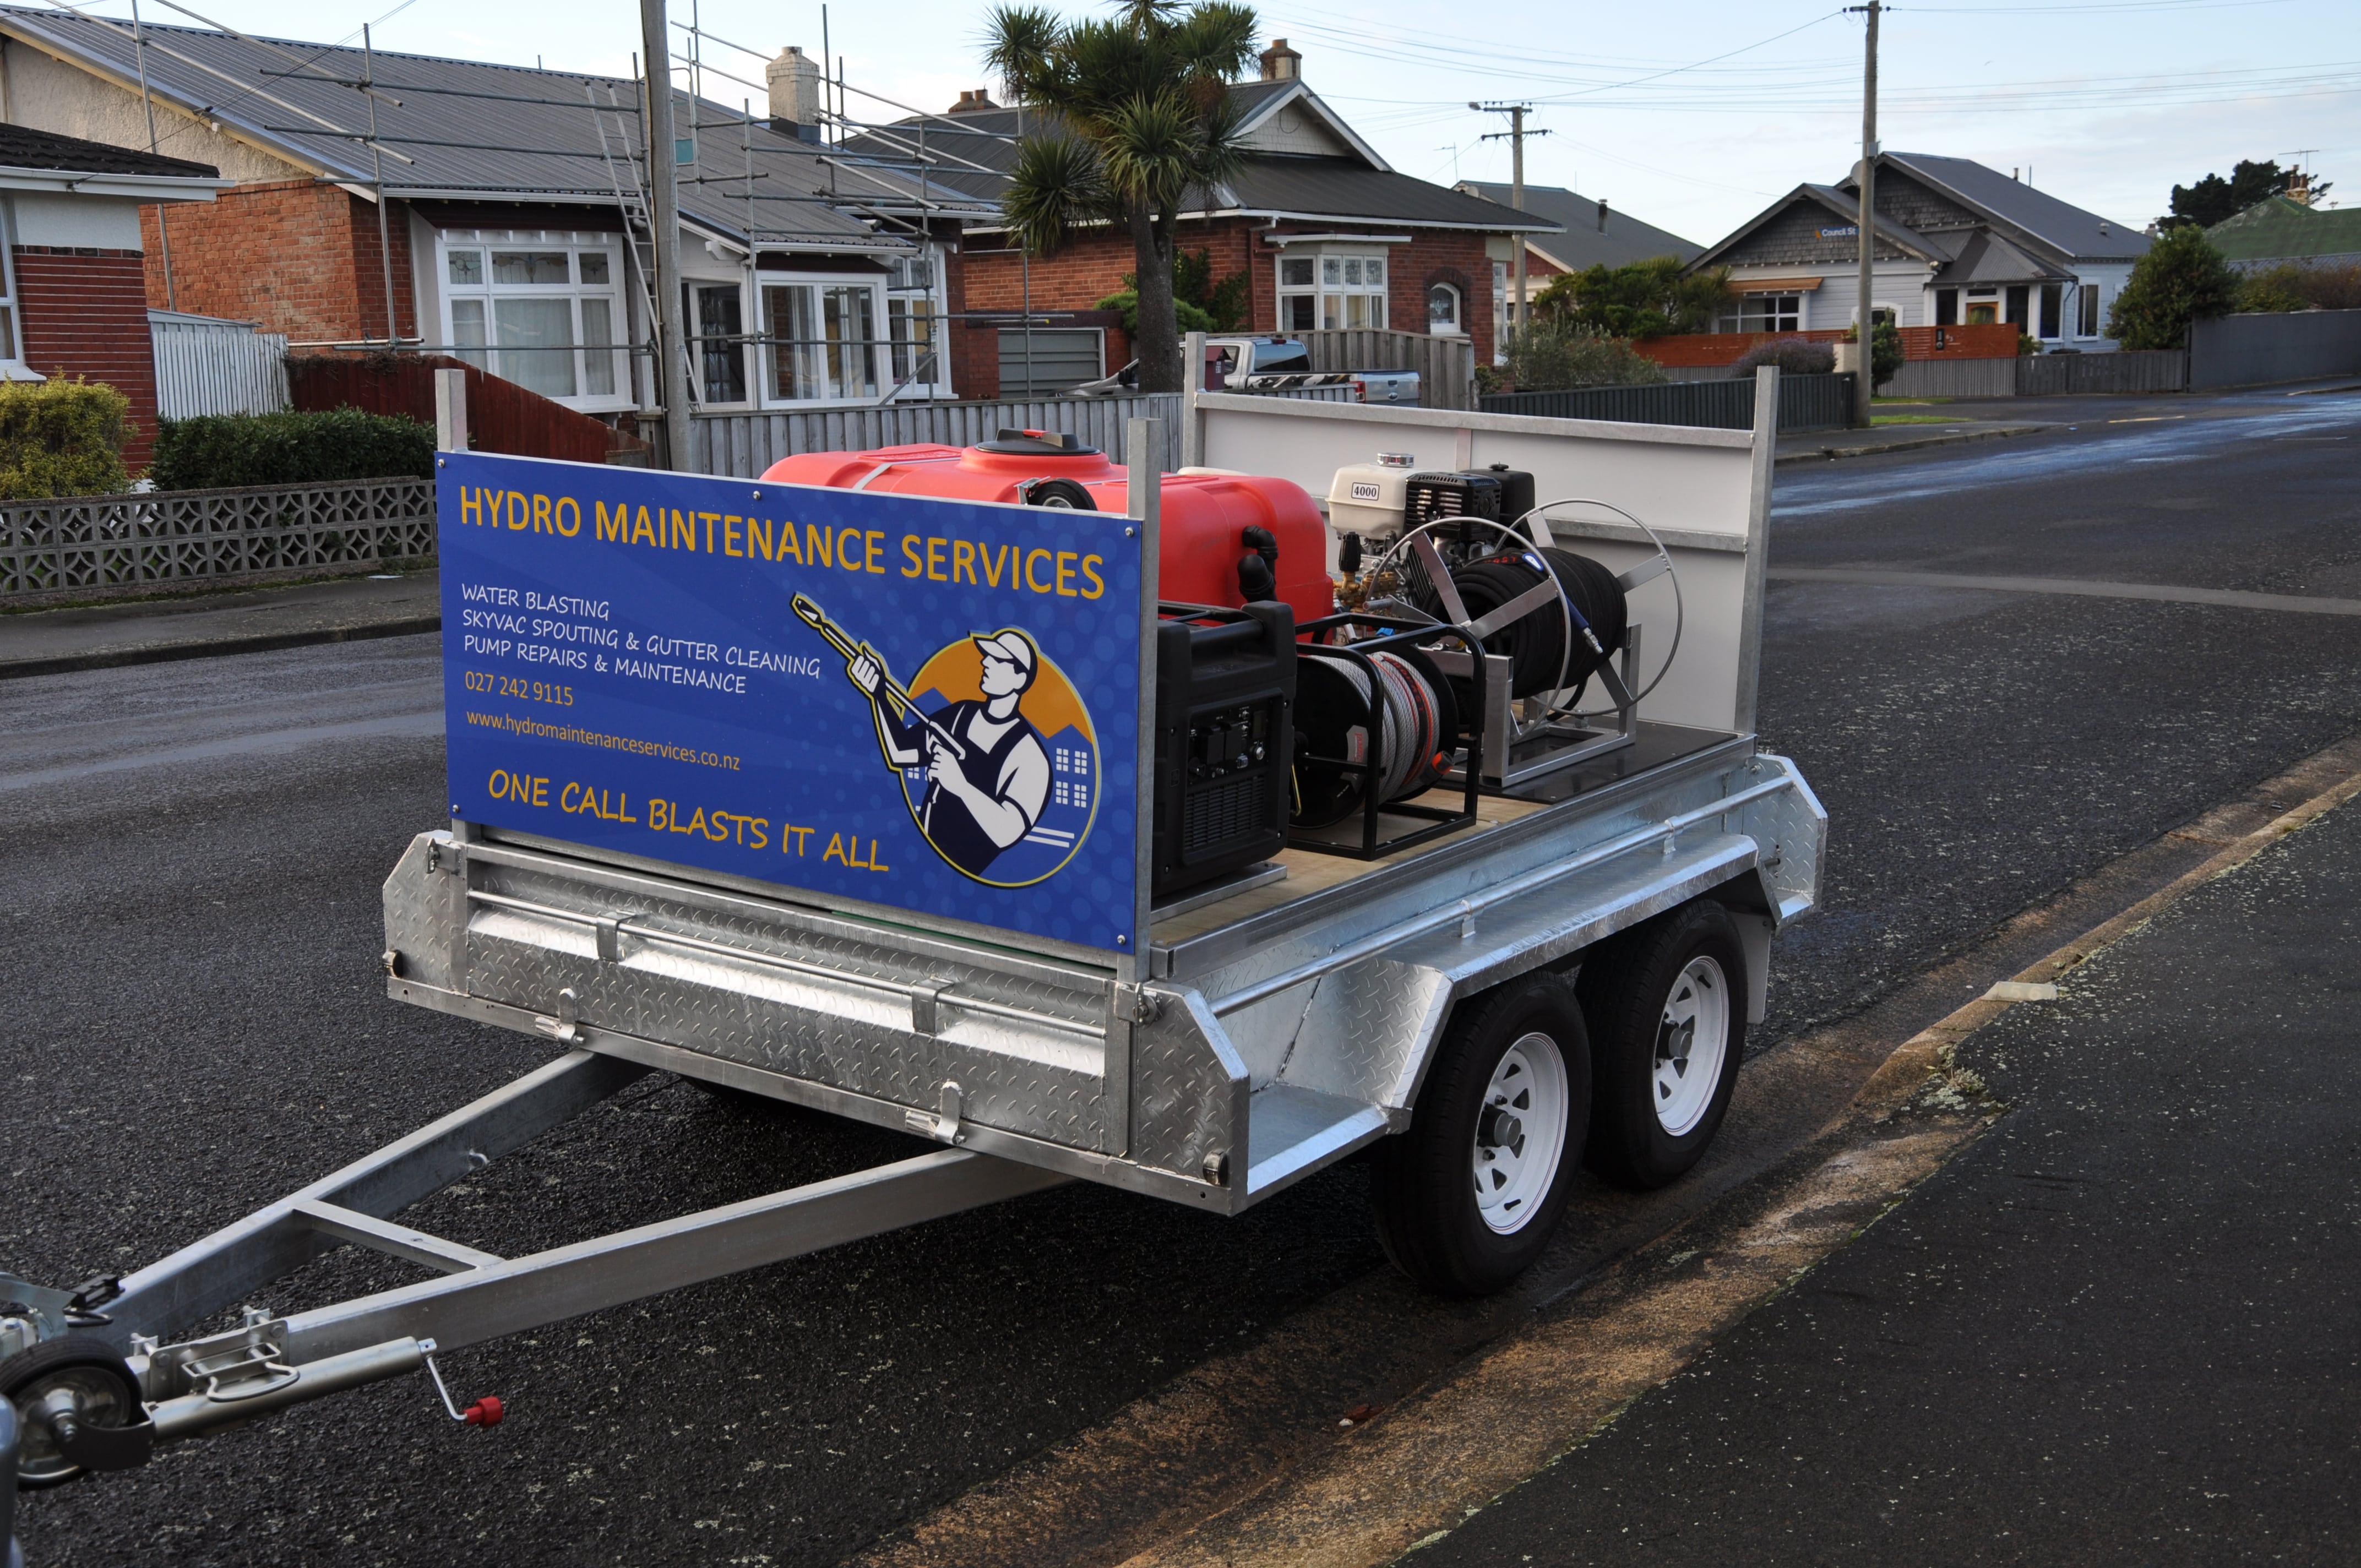 HYDRO MAINTENANCE SERVICES
WATER BLASTING
SKYVAC SPOUTING & GUTTER CLEANING
PUMP REPAIRS & MAINTENANCE
027 242 9115
www.hydromaintenanceservices.co.nz
ONE CALL BLASTS IT ALL
4000
Council St